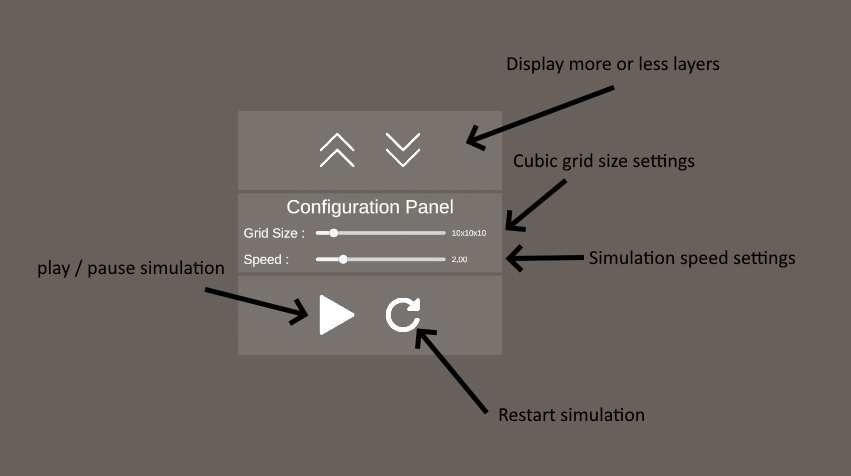 Display more or less layers
Cubic grid size settings
Configuration Panel
Grid Size : 10x10x10
Speed : 2,00
Simulation speed settings
play / pause simulation
Restart simulation